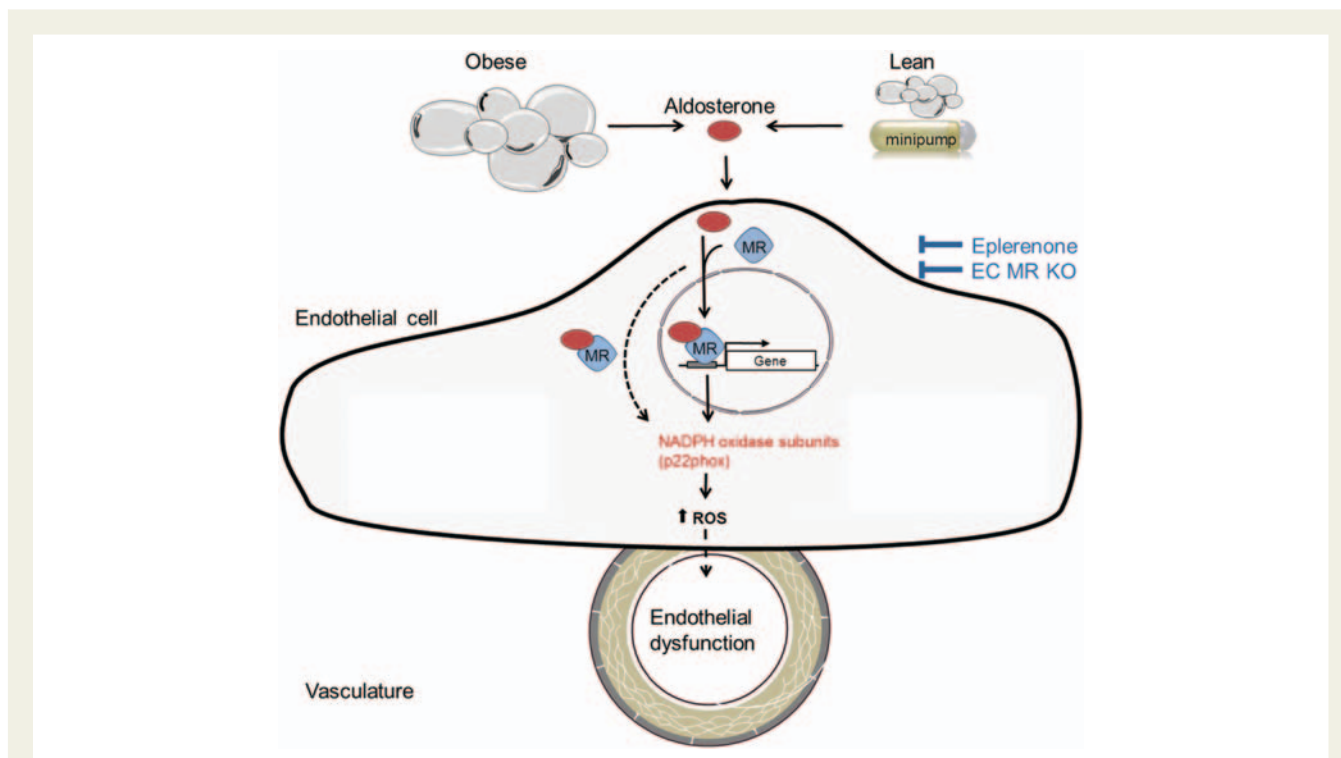 Obese
Lean
Aldosterone
minipump
MR
Eplerenone
EC MR KO
Endothelial cell
MR
MR
Gene
NADPH oxidase subunits
(p22phox)
⬆ ROS
Endothelial
dysfunction
Vasculature